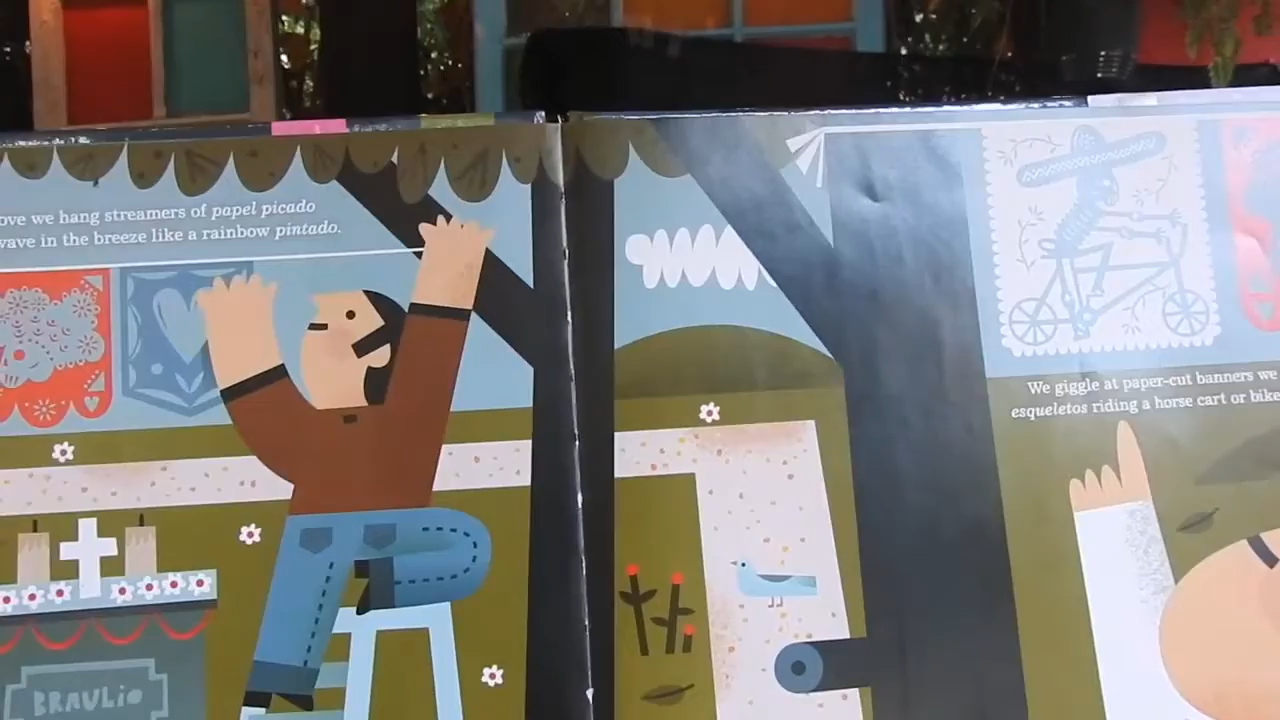 ove we hang streamers of papel picado
wave in the breeze like a rainbow pintado.
We giggle at paper-cut banners we
esqueletos riding a horse cart or bike
BRAULIO